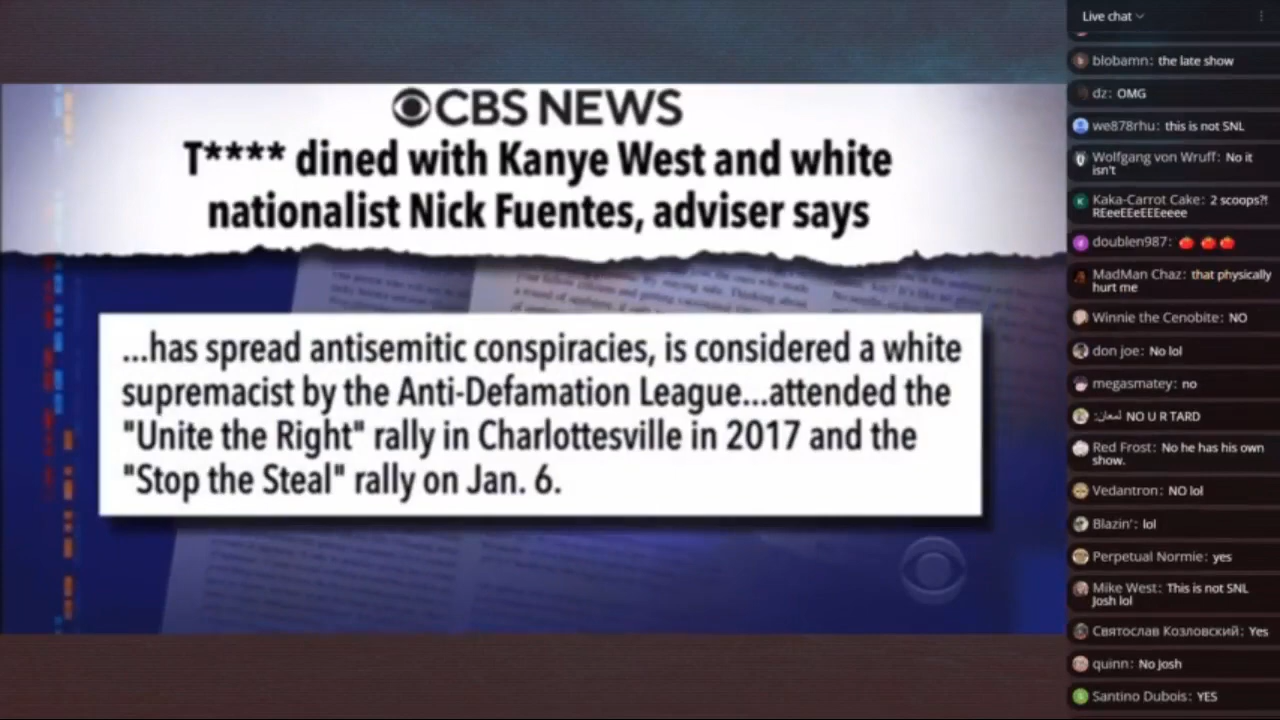 CBS NEWS
T**** dined with Kanye West and white
nationalist Nick Fuentes, adviser says
...has spread antisemitic conspiracies, is considered a white
supremacist by the Anti-Defamation League...attended the
"Unite the Right" rally in Charlottesville in 2017 and the
"Stop the Steal" rally on Jan. 6.
Live chat
blobamn: the late show
dz: OMG
we878rhu: this is not SNL
Wolfgang von Wruff: No it
isn't
Kaka-Carrot Cake: 2 scoops?!
REeeEEeEEEeeee
doublen987: 🍅 🍅 🍅
MadMan Chaz: that physically
hurt me
Winnie the Cenobite: NO
don joe: No lol
megasmatey: no
NO U R TARD
Red Frost: No he has his own
show.
Vedantron: NO lol
Blazin': lol
Perpetual Normie: yes
Mike West: This is not SNL
Josh lol
Святослав Козловский: Yes
quinn: No Josh
Santino Dubois: YES